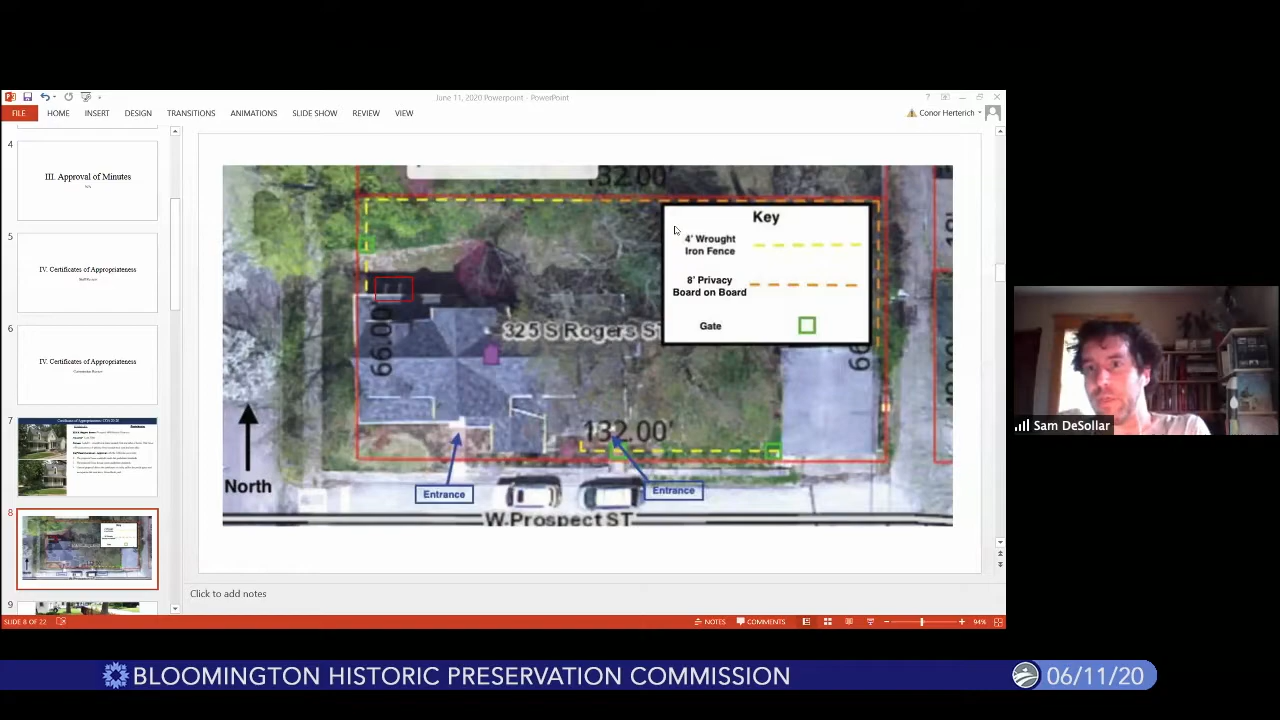 June 11, 2020 Powerpoint - PowerPoint
FILE HOME INSERT DESIGN TRANSITIONS ANIMATIONS SLIDE SHOW REVIEW VIEW
Conor Herterich
4
III. Approval of Minutes
5
IV. Certificates of Appropriateness
6
IV. Certificates of Appropriateness
7
8
9
132.00'
Key
4' Wrought
Iron Fence
8' Privacy
Board on Board
Gate
325 S Rogers ST
66.00'
66
132.00'
North
Entrance
Entrance
W Prospect ST
Click to add notes
SLIDE 8 OF 22
NOTES
COMMENTS
94%
Sam DeSollar
BLOOMINGTON HISTORIC PRESERVATION COMMISSION
06/11/20